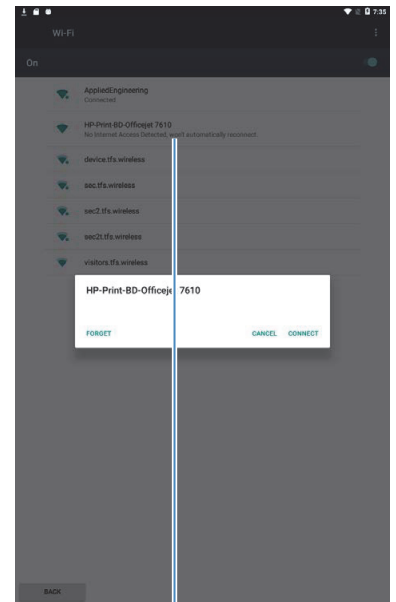 7:35
Wi-Fi
On
AppliedEngineering
Connected
HP-Print-BD-Officejet 7610
No Internet Access Detected, won't automatically reconnect.
device.tfs.wireless
sec.tfs.wireless
sec2.tfs.wireless
sec2t.tfs.wireless
visitors.tfs.wireless
HP-Print-BD-Officeje 7610
FORGET CANCEL CONNECT
BACK